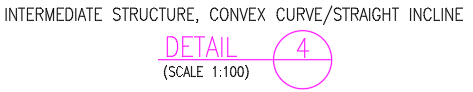 INTERMEDIATE STRUCTURE, CONVEX CURVE/STRAIGHT INCLINE
DETAIL 4
(SCALE 1:100)